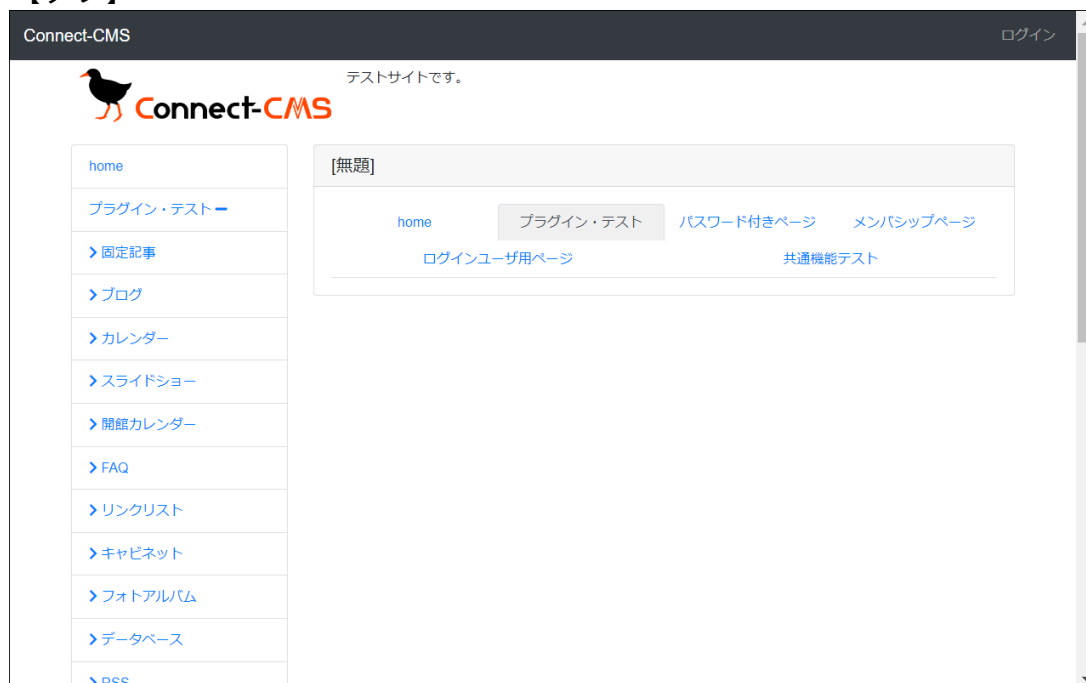 Connect-CMS
ログイン
Connect-CMS
テストサイトです。
home
プラグイン・テスト
固定記事
ブログ
カレンダー
スライドショー
開館カレンダー
FAQ
リンクリスト
キャビネット
フォトアルバム
データベース
RSS
[無題]
home プラグイン・テスト パスワード付きページ メンバシップページ
ログインユーザ用ページ 共通機能テスト